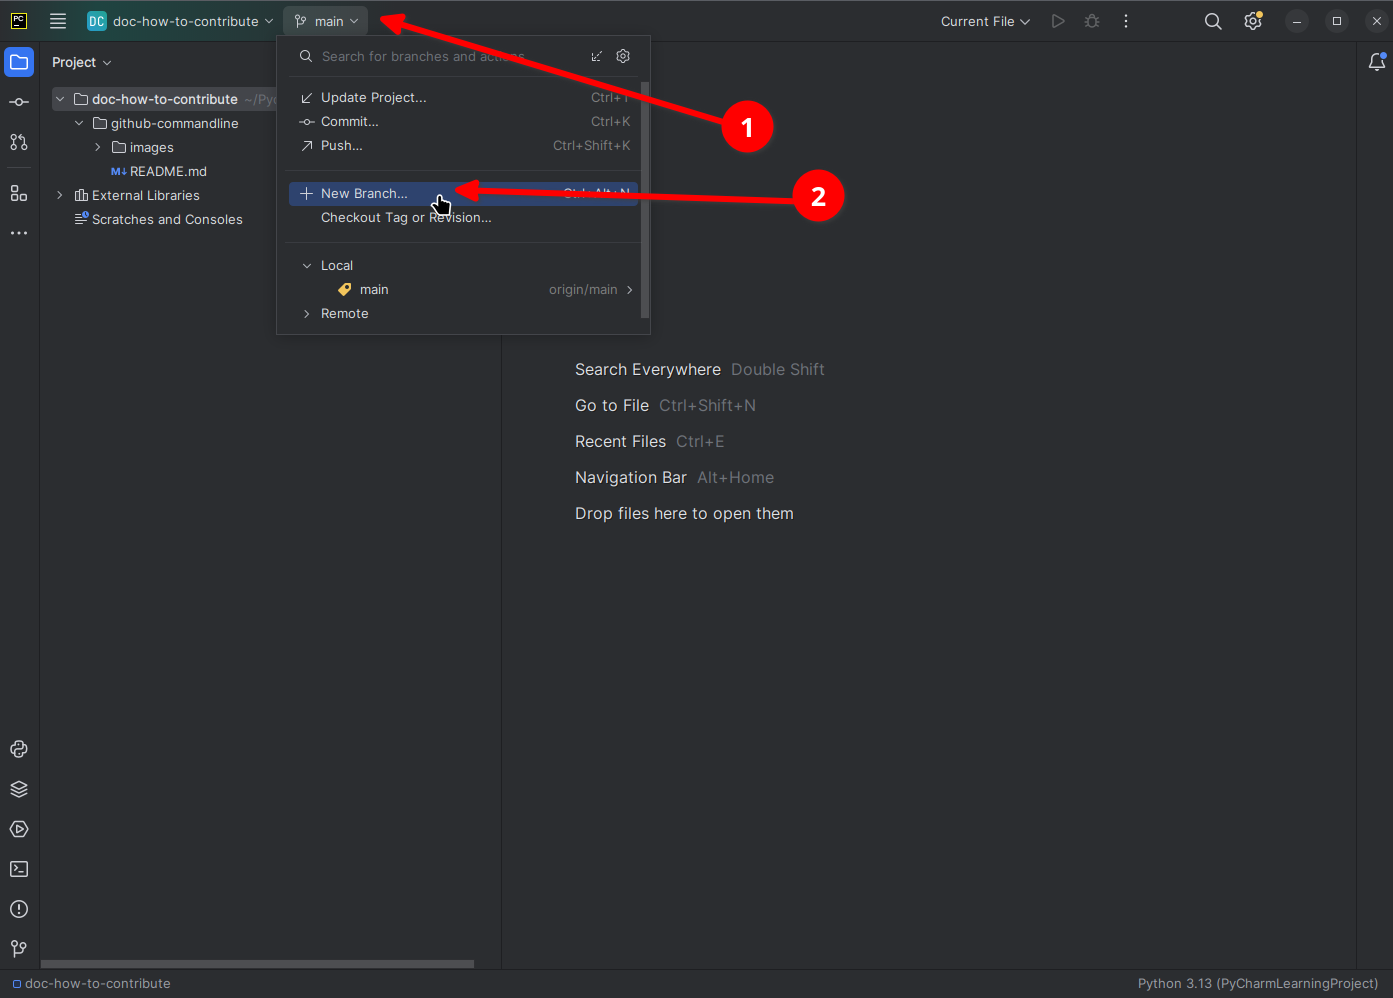 PC
DC doc-how-to-contribute main Current File
Project
Search for branches and actions
Update Project... Ctrl+T
Commit... Ctrl+K
Push... Ctrl+Shift+K
New Branch... Ctrl+Alt+N
Checkout Tag or Revision...
Local
main origin/main
Remote
1
2
doc-how-to-contribute
github-commandline
images
M↓ README.md
External Libraries
Scratches and Consoles
Search Everywhere Double Shift
Go to File Ctrl+Shift+N
Recent Files Ctrl+E
Navigation Bar Alt+Home
Drop files here to open them
doc-how-to-contribute Python 3.13 (PyCharmLearningProject)